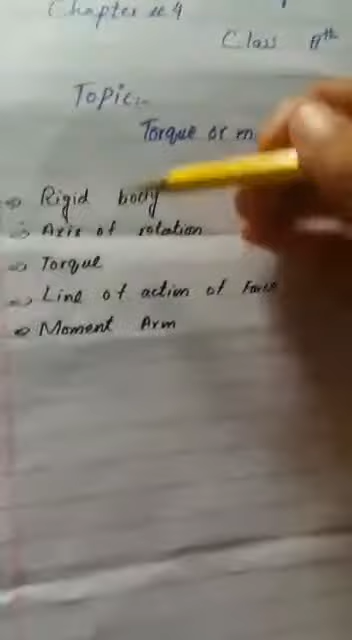 Chapter # 4
Class 11th
Topic:-
Torque or m
Rigid body
Axis of rotation
Torque
Line of action of Force
Moment Arm